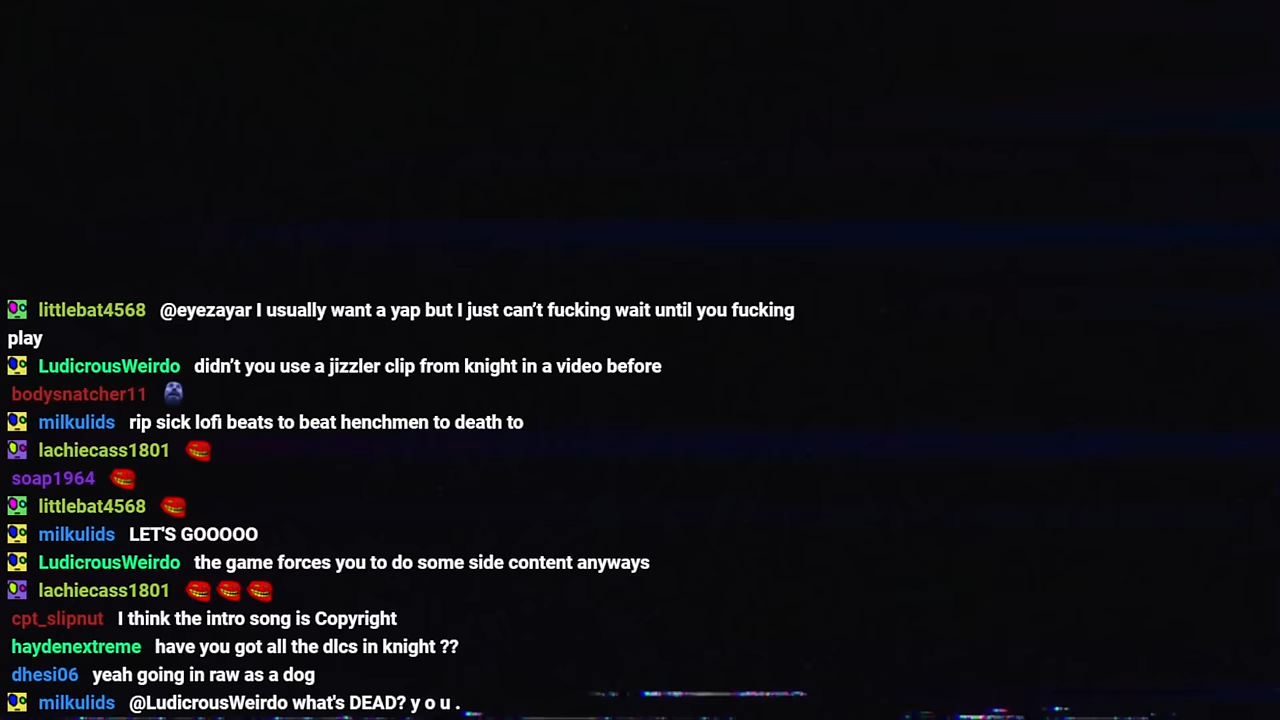 littlebat4568 @eyezayar I usually want a yap but I just can’t fucking wait until you fucking
play
LudicrousWeirdo didn’t you use a jizzler clip from knight in a video before
bodysnatcher11
milkulids rip sick lofi beats to beat henchmen to death to
lachiecass1801
soap1964
littlebat4568
milkulids LET'S GOOOOO
LudicrousWeirdo the game forces you to do some side content anyways
lachiecass1801
cpt_slipnut I think the intro song is Copyright
haydenextreme have you got all the dlcs in knight ??
dhesi06 yeah going in raw as a dog
milkulids @LudicrousWeirdo what's DEAD? y o u .